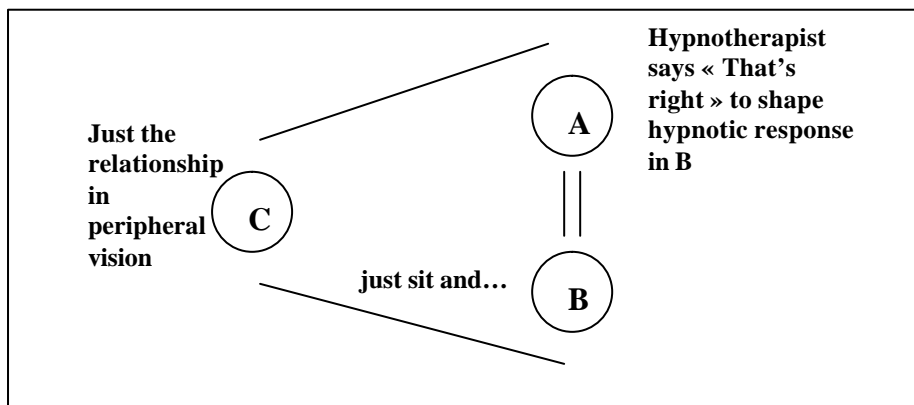 Just the
relationship
in
peripheral
vision
C
Hypnotherapist
says « That’s
right » to shape
hypnotic response
in B
A
just sit and…
B